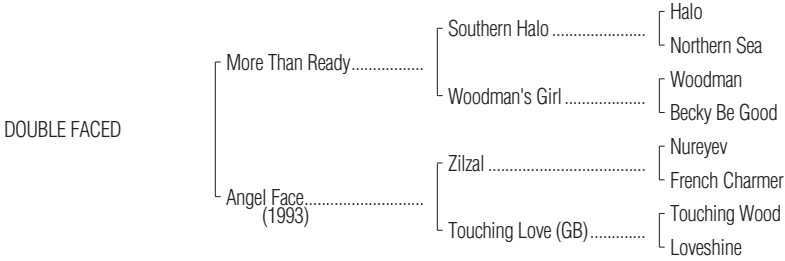 Halo
Southern Halo ......................
Northern Sea
More Than Ready.................
Woodman
Woodman's Girl ...................
Becky Be Good
DOUBLE FACED
Nureyev
Zilzal .....................................
French Charmer
Angel Face............................
(1993)
Touching Wood
Touching Love (GB).............
Loveshine